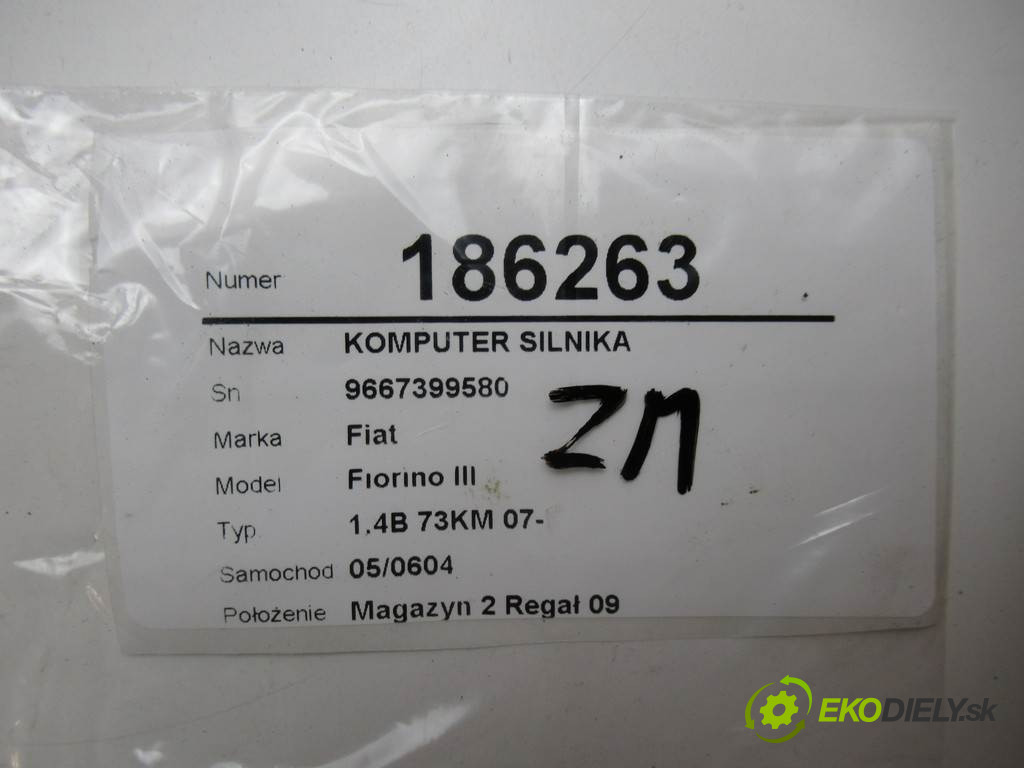 Numer 186263
Nazwa KOMPUTER SILNIKA
Sn 9667399580
ZM
Marka Fiat
Model Fiorino III
Typ 1.4B 73KM 07-
Samochod 05/0604
Położenie Magazyn 2 Regał 09
EKODIELY.sk